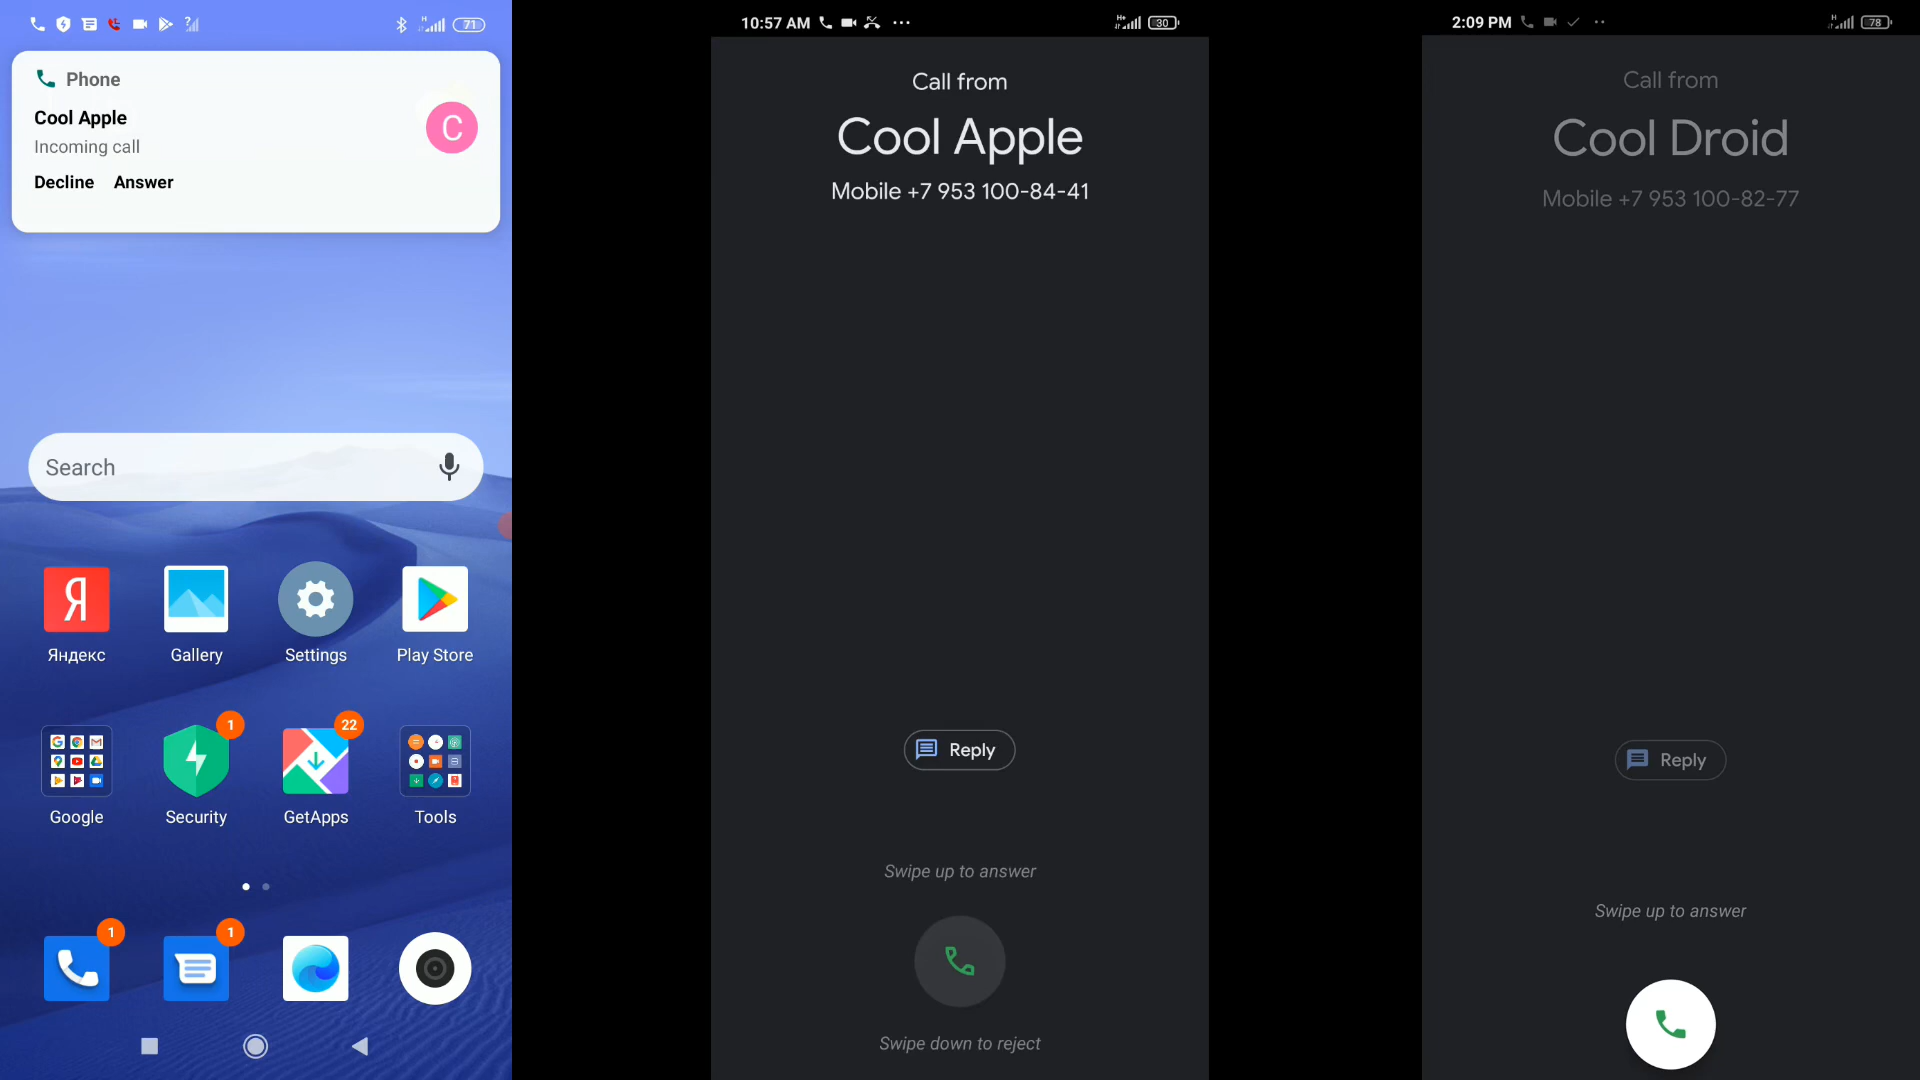 71
Phone
Cool Apple
C
Incoming call
Decline Answer
Search
Я
Яндекс
Gallery
Settings
Play Store
1
22
Google
Security
GetApps
Tools
1
1
10:57 AM
30
Call from
Cool Apple
Mobile +7 953 100-84-41
Reply
Swipe up to answer
Swipe down to reject
2:09 PM
78
Call from
Cool Droid
Mobile +7 953 100-82-77
Reply
Swipe up to answer